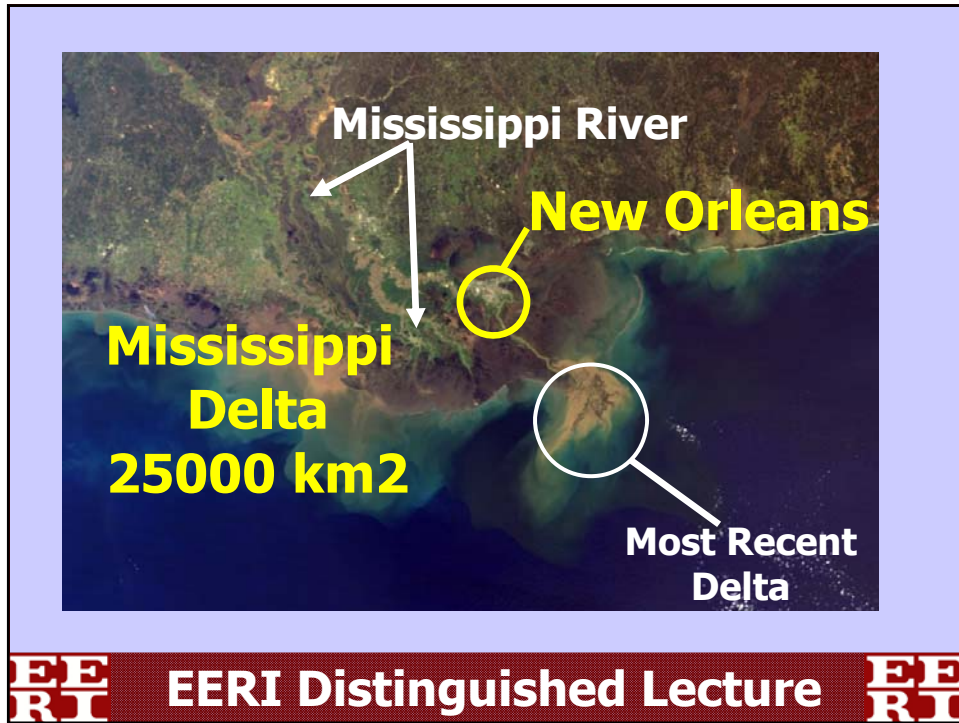 Mississippi River
New Orleans
Mississippi
Delta
25000 km2
Most Recent
Delta
EE
RI
EERI Distinguished Lecture
EE
RI